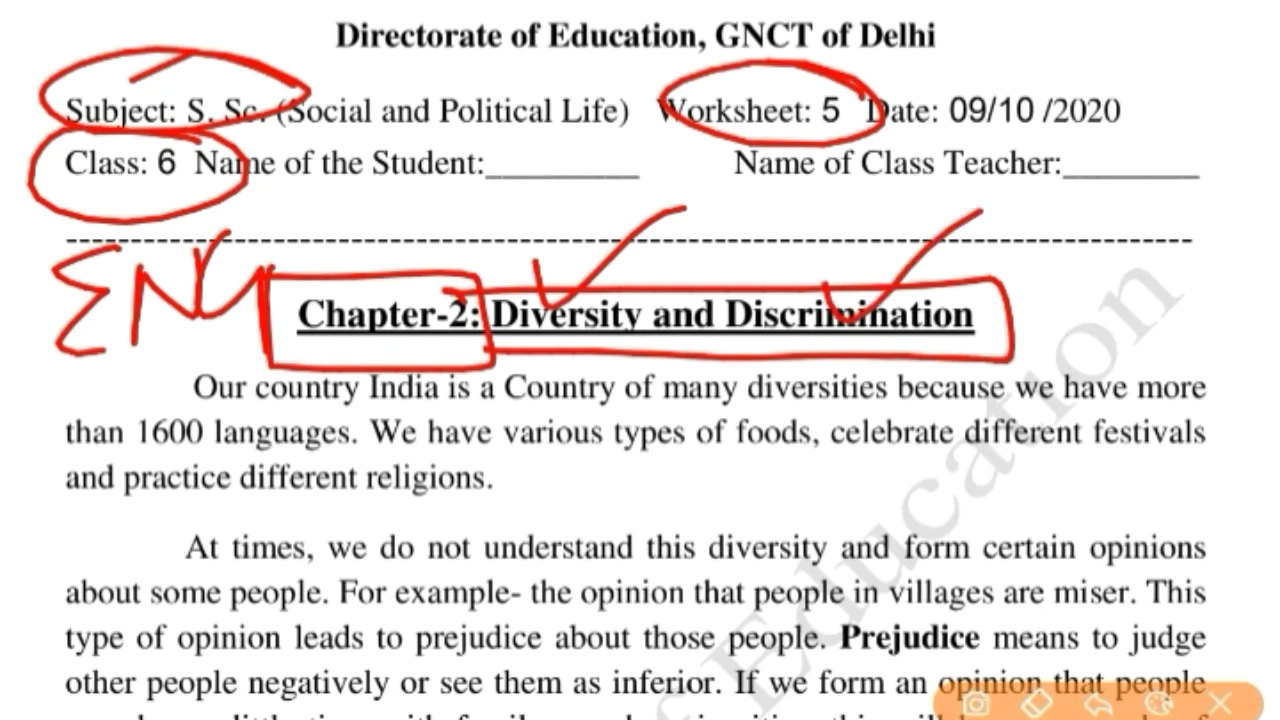 Directorate of Education, GNCT of Delhi
Subject: S. Sc. (Social and Political Life) Worksheet: 5 Date: 09/10 /2020
Class: 6 Name of the Student:_________ Name of Class Teacher:________
ENG
Chapter-2: Diversity and Discrimination
Our country India is a Country of many diversities because we have more
than 1600 languages. We have various types of foods, celebrate different festivals
and practice different religions.
At times, we do not understand this diversity and form certain opinions
about some people. For example- the opinion that people in villages are miser. This
type of opinion leads to prejudice about those people. Prejudice means to judge
other people negatively or see them as inferior. If we form an opinion that people
Education